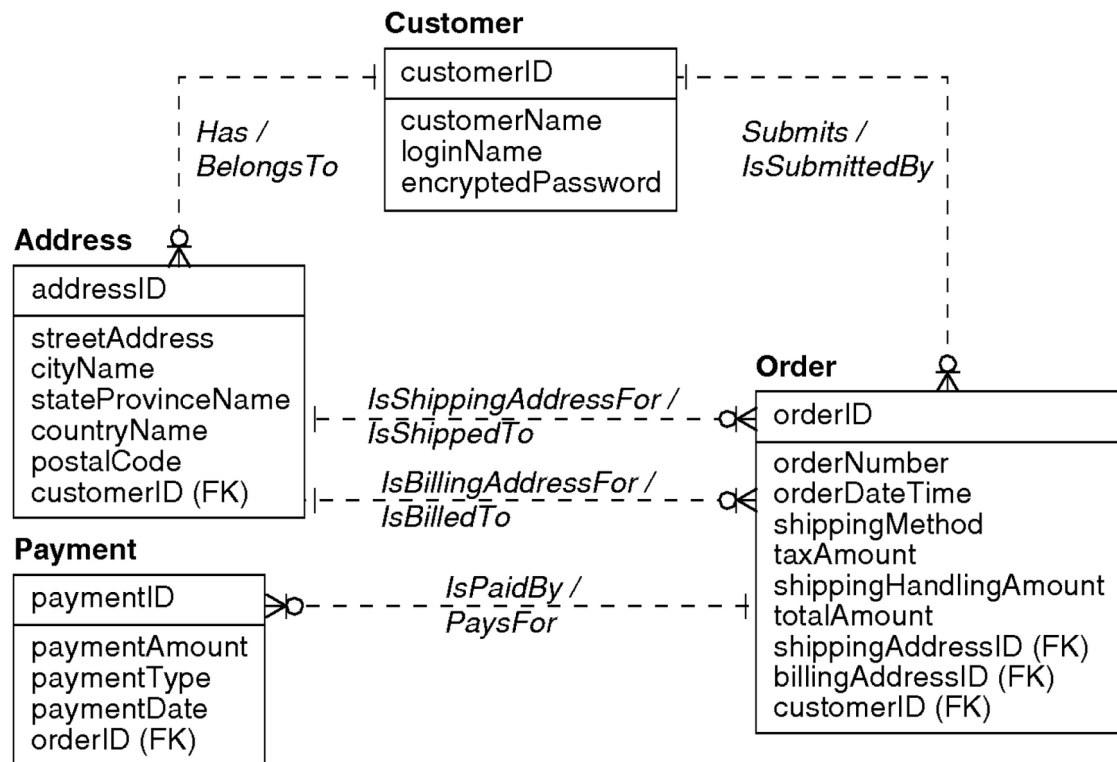 Customer
customerID
customerName
loginName
encryptedPassword
Has /
BelongsTo
Submits /
IsSubmittedBy
Address
addressID
streetAddress
cityName
stateProvinceName
countryName
postalCode
customerID (FK)
IsShippingAddressFor /
IsShippedTo
IsBillingAddressFor /
IsBilledTo
Order
orderID
orderNumber
orderDateTime
shippingMethod
taxAmount
shippingHandlingAmount
totalAmount
shippingAddressID (FK)
billingAddressID (FK)
customerID (FK)
Payment
paymentID
paymentAmount
paymentType
paymentDate
orderID (FK)
IsPaidBy /
PaysFor